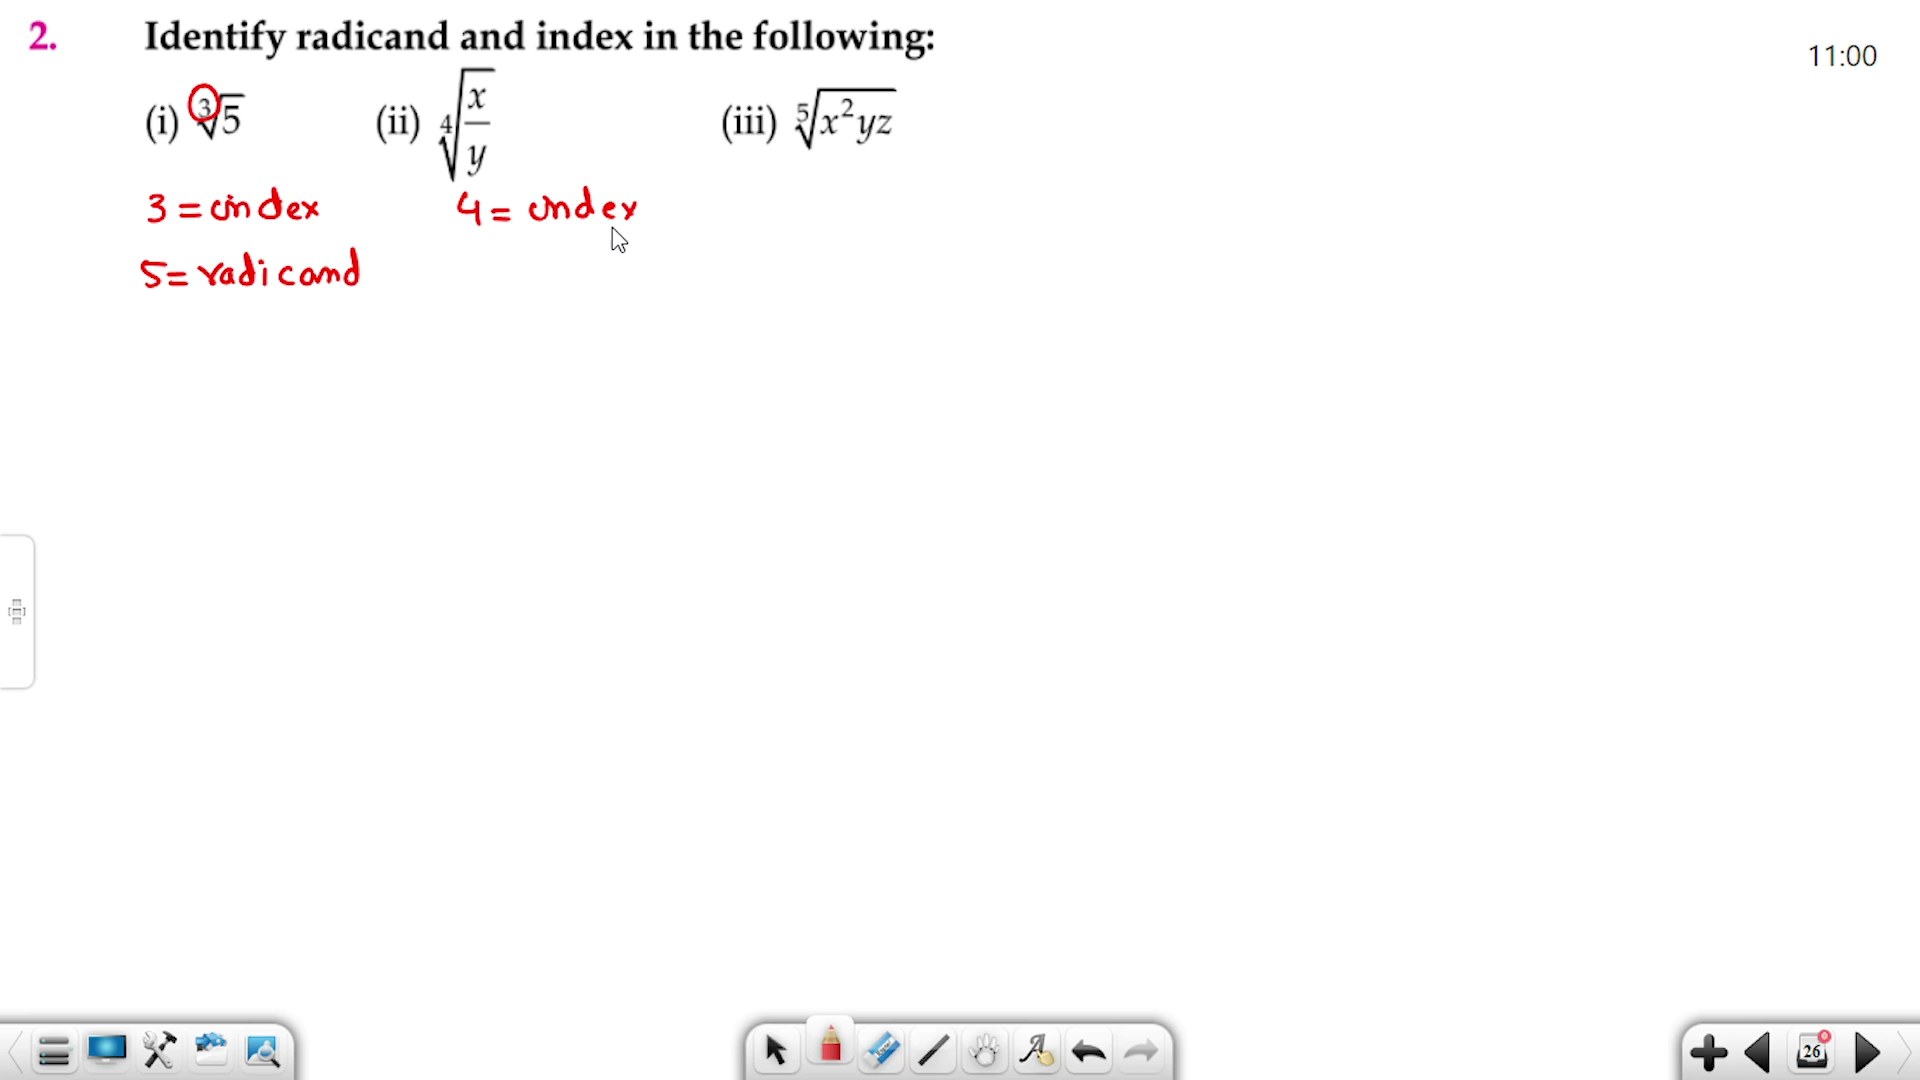 2. Identify radicand and index in the following:
11:00
(i) ∛5 (ii) ∜(x/y) (iii) ⁵√(x²yz)
3 = index 4 = index
5 = radicand
26